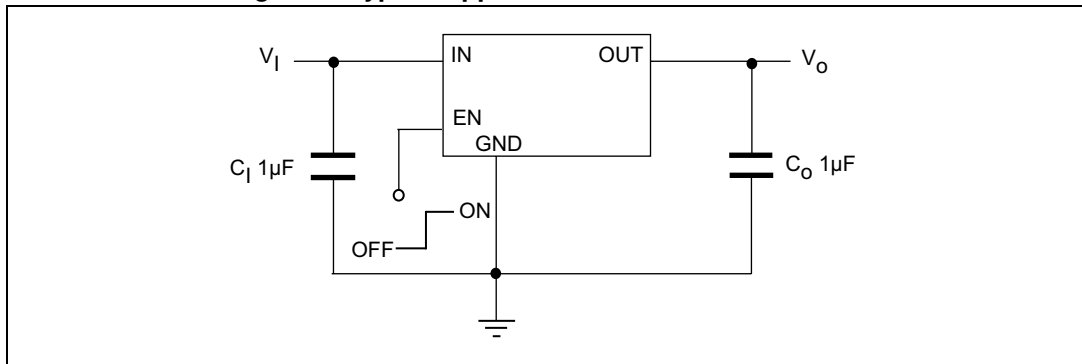 V_I
IN
OUT
V_o
EN
GND
C_I 1µF
C_o 1µF
ON
OFF